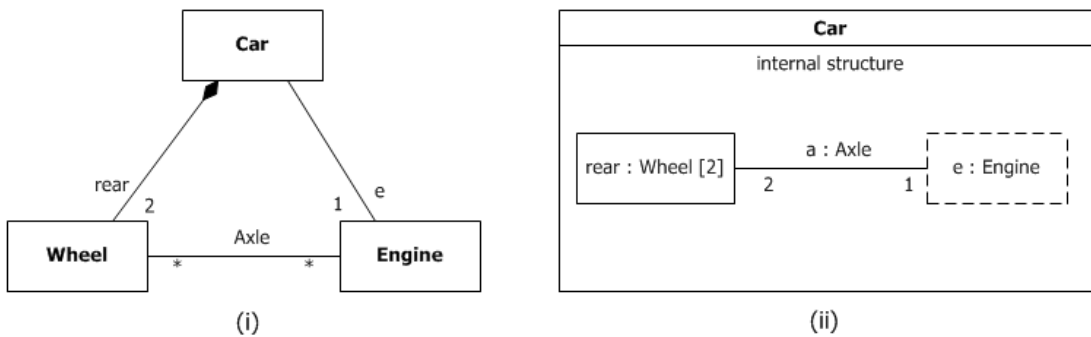 Car
rear
2
1
e
Wheel
Axle
*
*
Engine
(i)
Car
internal structure
rear : Wheel [2]
a : Axle
2
1
e : Engine
(ii)